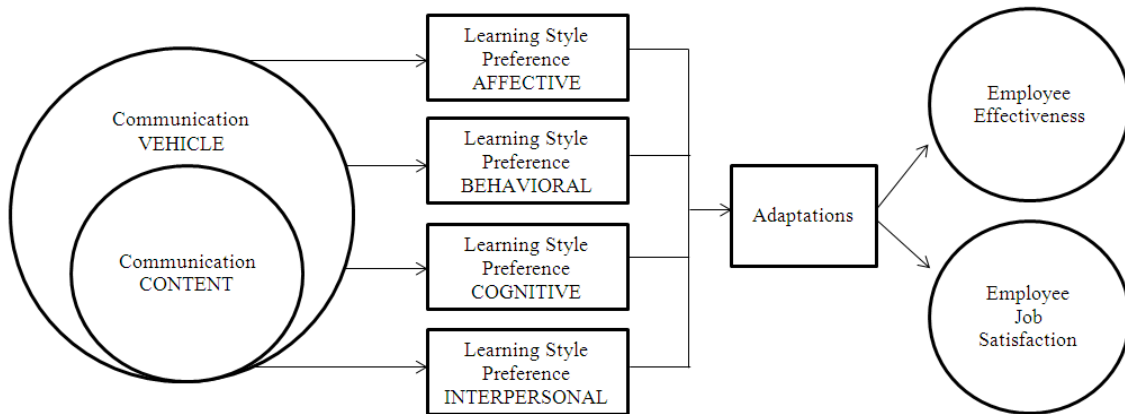 Communication
VEHICLE
Communication
CONTENT
Learning Style
Preference
AFFECTIVE
Learning Style
Preference
BEHAVIORAL
Learning Style
Preference
COGNITIVE
Learning Style
Preference
INTERPERSONAL
Adaptations
Employee
Effectiveness
Employee
Job
Satisfaction